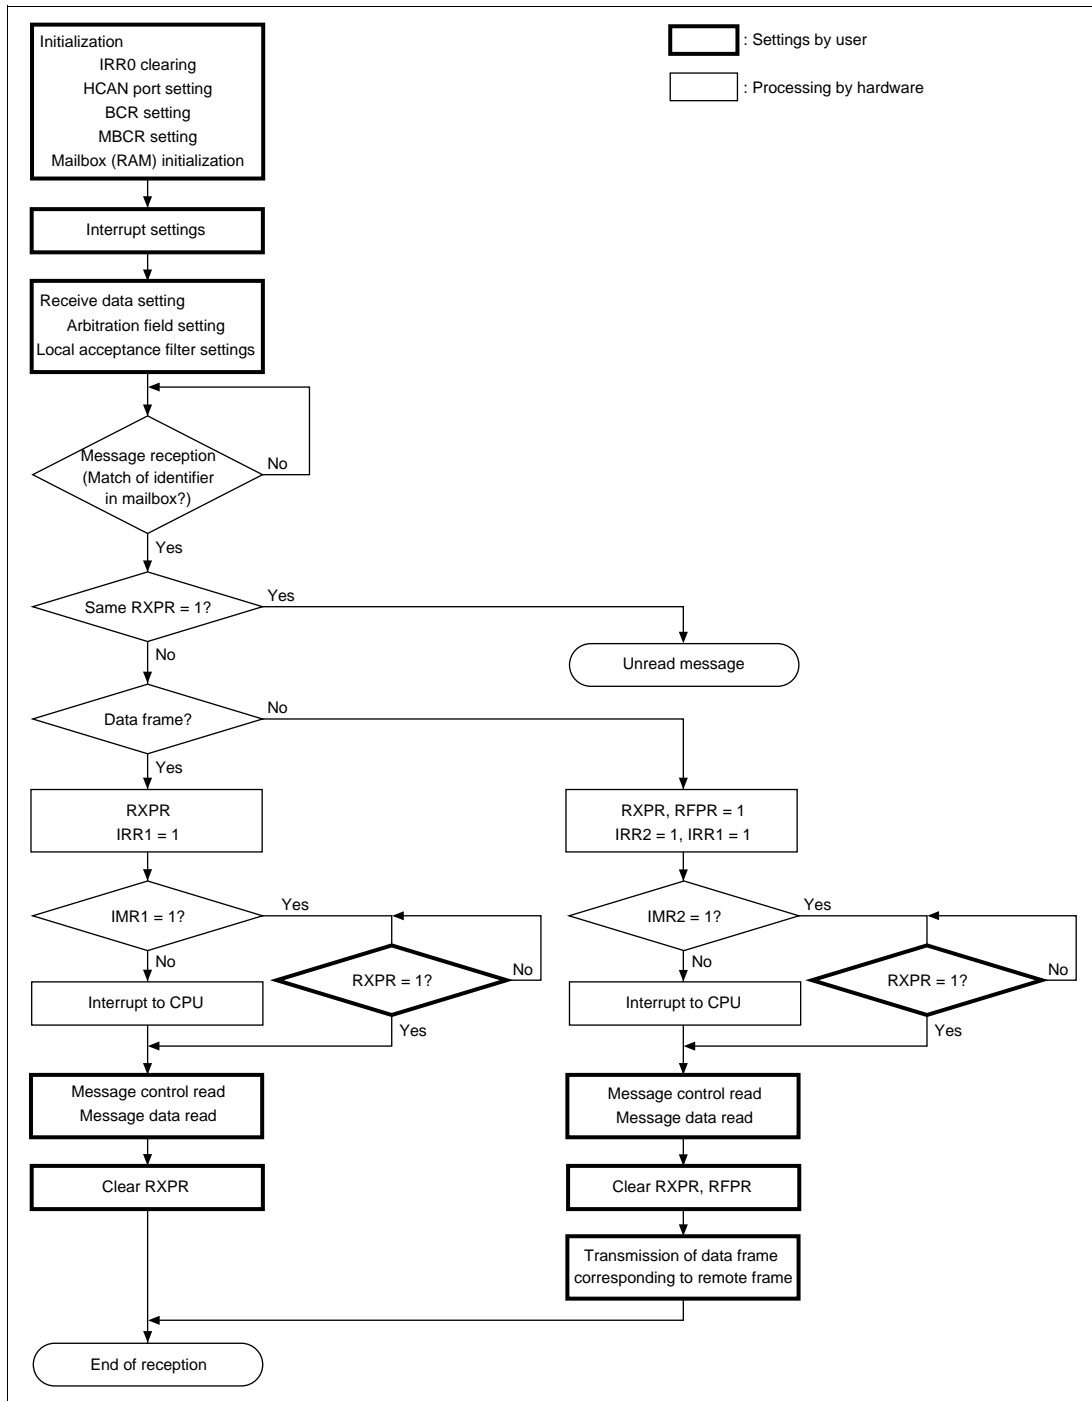 Initialization
IRR0 clearing
HCAN port setting
BCR setting
MBCR setting
Mailbox (RAM) initialization
: Settings by user
: Processing by hardware
Interrupt settings
Receive data setting
Arbitration field setting
Local acceptance filter settings
Message reception
(Match of identifier
in mailbox?)
No
Yes
Same RXPR = 1?
Yes
No
Unread message
Data frame?
No
Yes
RXPR
IRR1 = 1
RXPR, RFPR = 1
IRR2 = 1, IRR1 = 1
IMR1 = 1?
Yes
No
RXPR = 1?
No
Yes
Interrupt to CPU
IMR2 = 1?
Yes
No
RXPR = 1?
No
Yes
Interrupt to CPU
Message control read
Message data read
Message control read
Message data read
Clear RXPR
Clear RXPR, RFPR
Transmission of data frame
corresponding to remote frame
End of reception